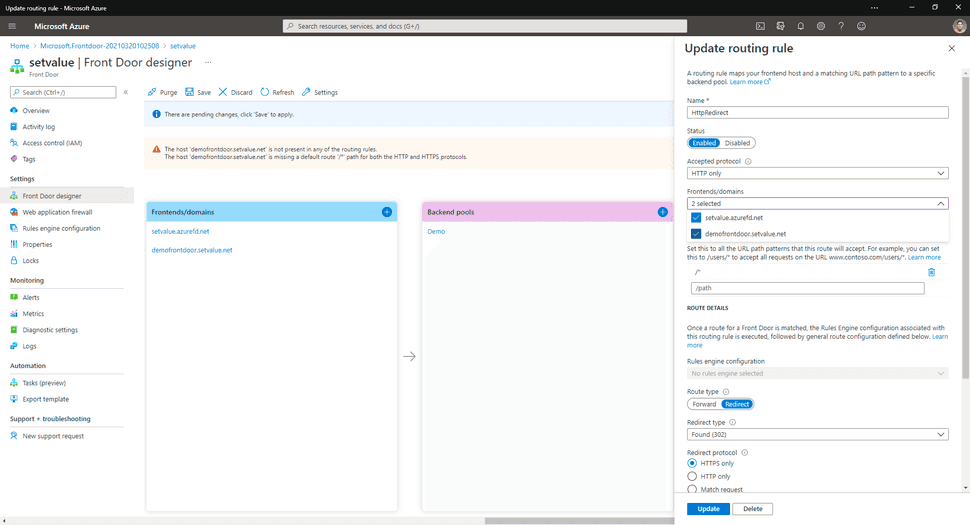 Update routing rule
Microsoft Azure
Search resources, services, and docs (G+/)
Home > Microsoft.Frontdoor-20210320102508 > setvalue
setvalue | Front Door designer ...
Front Door
Search (Ctrl+/)
«
Overview
Activity log
Access control (IAM)
Tags
Settings
Front Door designer
Web application firewall
Rules engine configuration
Properties
Locks
Monitoring
Alerts
Metrics
Diagnostic settings
Logs
Automation
Tasks (preview)
Export template
Support + troubleshooting
New support request
Purge Save Discard Refresh Settings
There are pending changes, click 'Save' to apply.
The host 'demofrontdoor.setvalue.net' is not present in any of the routing rules.
The host 'demofrontdoor.setvalue.net' is missing a default route '/*' path for both the HTTP and HTTPS protocols.
Frontends/domains
setvalue.azurefd.net
demofrontdoor.setvalue.net
Backend pools
Demo
Update routing rule
A routing rule maps your frontend host and a matching URL path pattern to a specific
backend pool. Learn more
Name *
HttpRedirect
Status
Enabled Disabled
Accepted protocol
HTTP only
Frontends/domains
2 selected
setvalue.azurefd.net
demofrontdoor.setvalue.net
Set this to all the URL path patterns that this route will accept. For example, you can set
this to /users/* to accept all requests on the URL www.contoso.com/users/*. Learn more
/*
/path
ROUTE DETAILS
Once a route for a Front Door is matched, the Rules Engine configuration associated with
this routing rule is executed, followed by general route configuration defined below. Learn
more
Rules engine configuration
No rules engine selected
Route type
Forward Redirect
Redirect type
Found (302)
Redirect protocol
HTTPS only
HTTP only
Match request
Update Delete